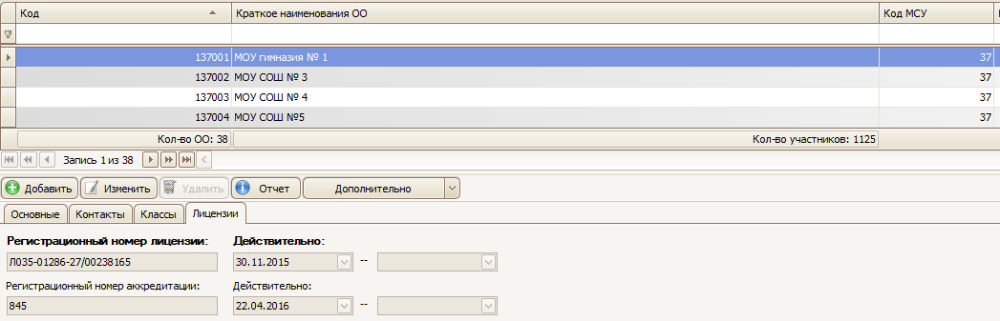 Код Краткое наименования ОО Код МСУ
137001 МОУ гимназия № 1 37
137002 МОУ СОШ № 3 37
137003 МОУ СОШ № 4 37
137004 МОУ СОШ №5 37
Кол-во ОО: 38 Кол-во участников: 1125
Запись 1 из 38
Добавить Изменить Удалить Отчет Дополнительно
Основные Контакты Классы Лицензии
Регистрационный номер лицензии: Действительно:
Л035-01286-27/00238165 30.11.2015 --
Регистрационный номер аккредитации: Действительно:
845 22.04.2016 --